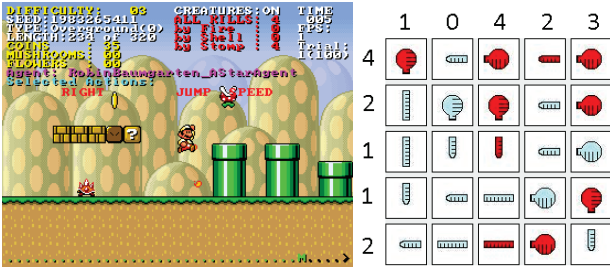 DIFFICULTY: 03 CREATURES:ON TIME
SEED:1983265411 ALL KILLS: 4 005
TYPE:Overground(0) by Fire : 0 FPS:
LENGTH:234 of 320 by Shell : 0
COINS : 35 by Stomp : 4 Trial:
MUSHROOMS: 00 1(100)
FLOWERS : 00
Agent: RobinBaumgarten_AStarAgent
Selected Actions:
RIGHT JUMP SPEED
?
M
1 0 4 2 3
4
2
1
1
2